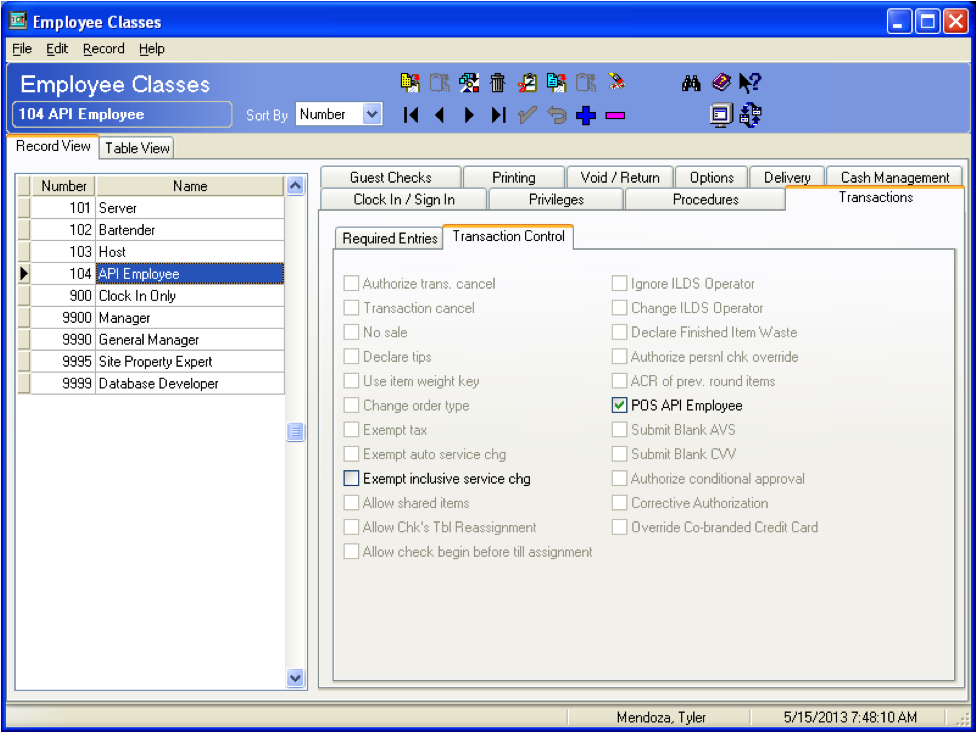 Employee Classes
File Edit Record Help
Employee Classes
104 API Employee
Sort By Number
Record View Table View
Number Name
101 Server
102 Bartender
103 Host
104 API Employee
900 Clock In Only
9900 Manager
9990 General Manager
9995 Site Property Expert
9999 Database Developer
Guest Checks Printing Void / Return Options Delivery Cash Management
Clock In / Sign In Privileges Procedures Transactions
Required Entries Transaction Control
Authorize trans. cancel
Transaction cancel
No sale
Declare tips
Use item weight key
Change order type
Exempt tax
Exempt auto service chg
Exempt inclusive service chg
Allow shared items
Allow Chk's Tbl Reassignment
Allow check begin before till assignment
Ignore ILDS Operator
Change ILDS Operator
Declare Finished Item Waste
Authorize persnl chk override
ACR of prev. round items
POS API Employee
Submit Blank AVS
Submit Blank CVV
Authorize conditional approval
Corrective Authorization
Override Co-branded Credit Card
Mendoza, Tyler 5/15/2013 7:48:10 AM